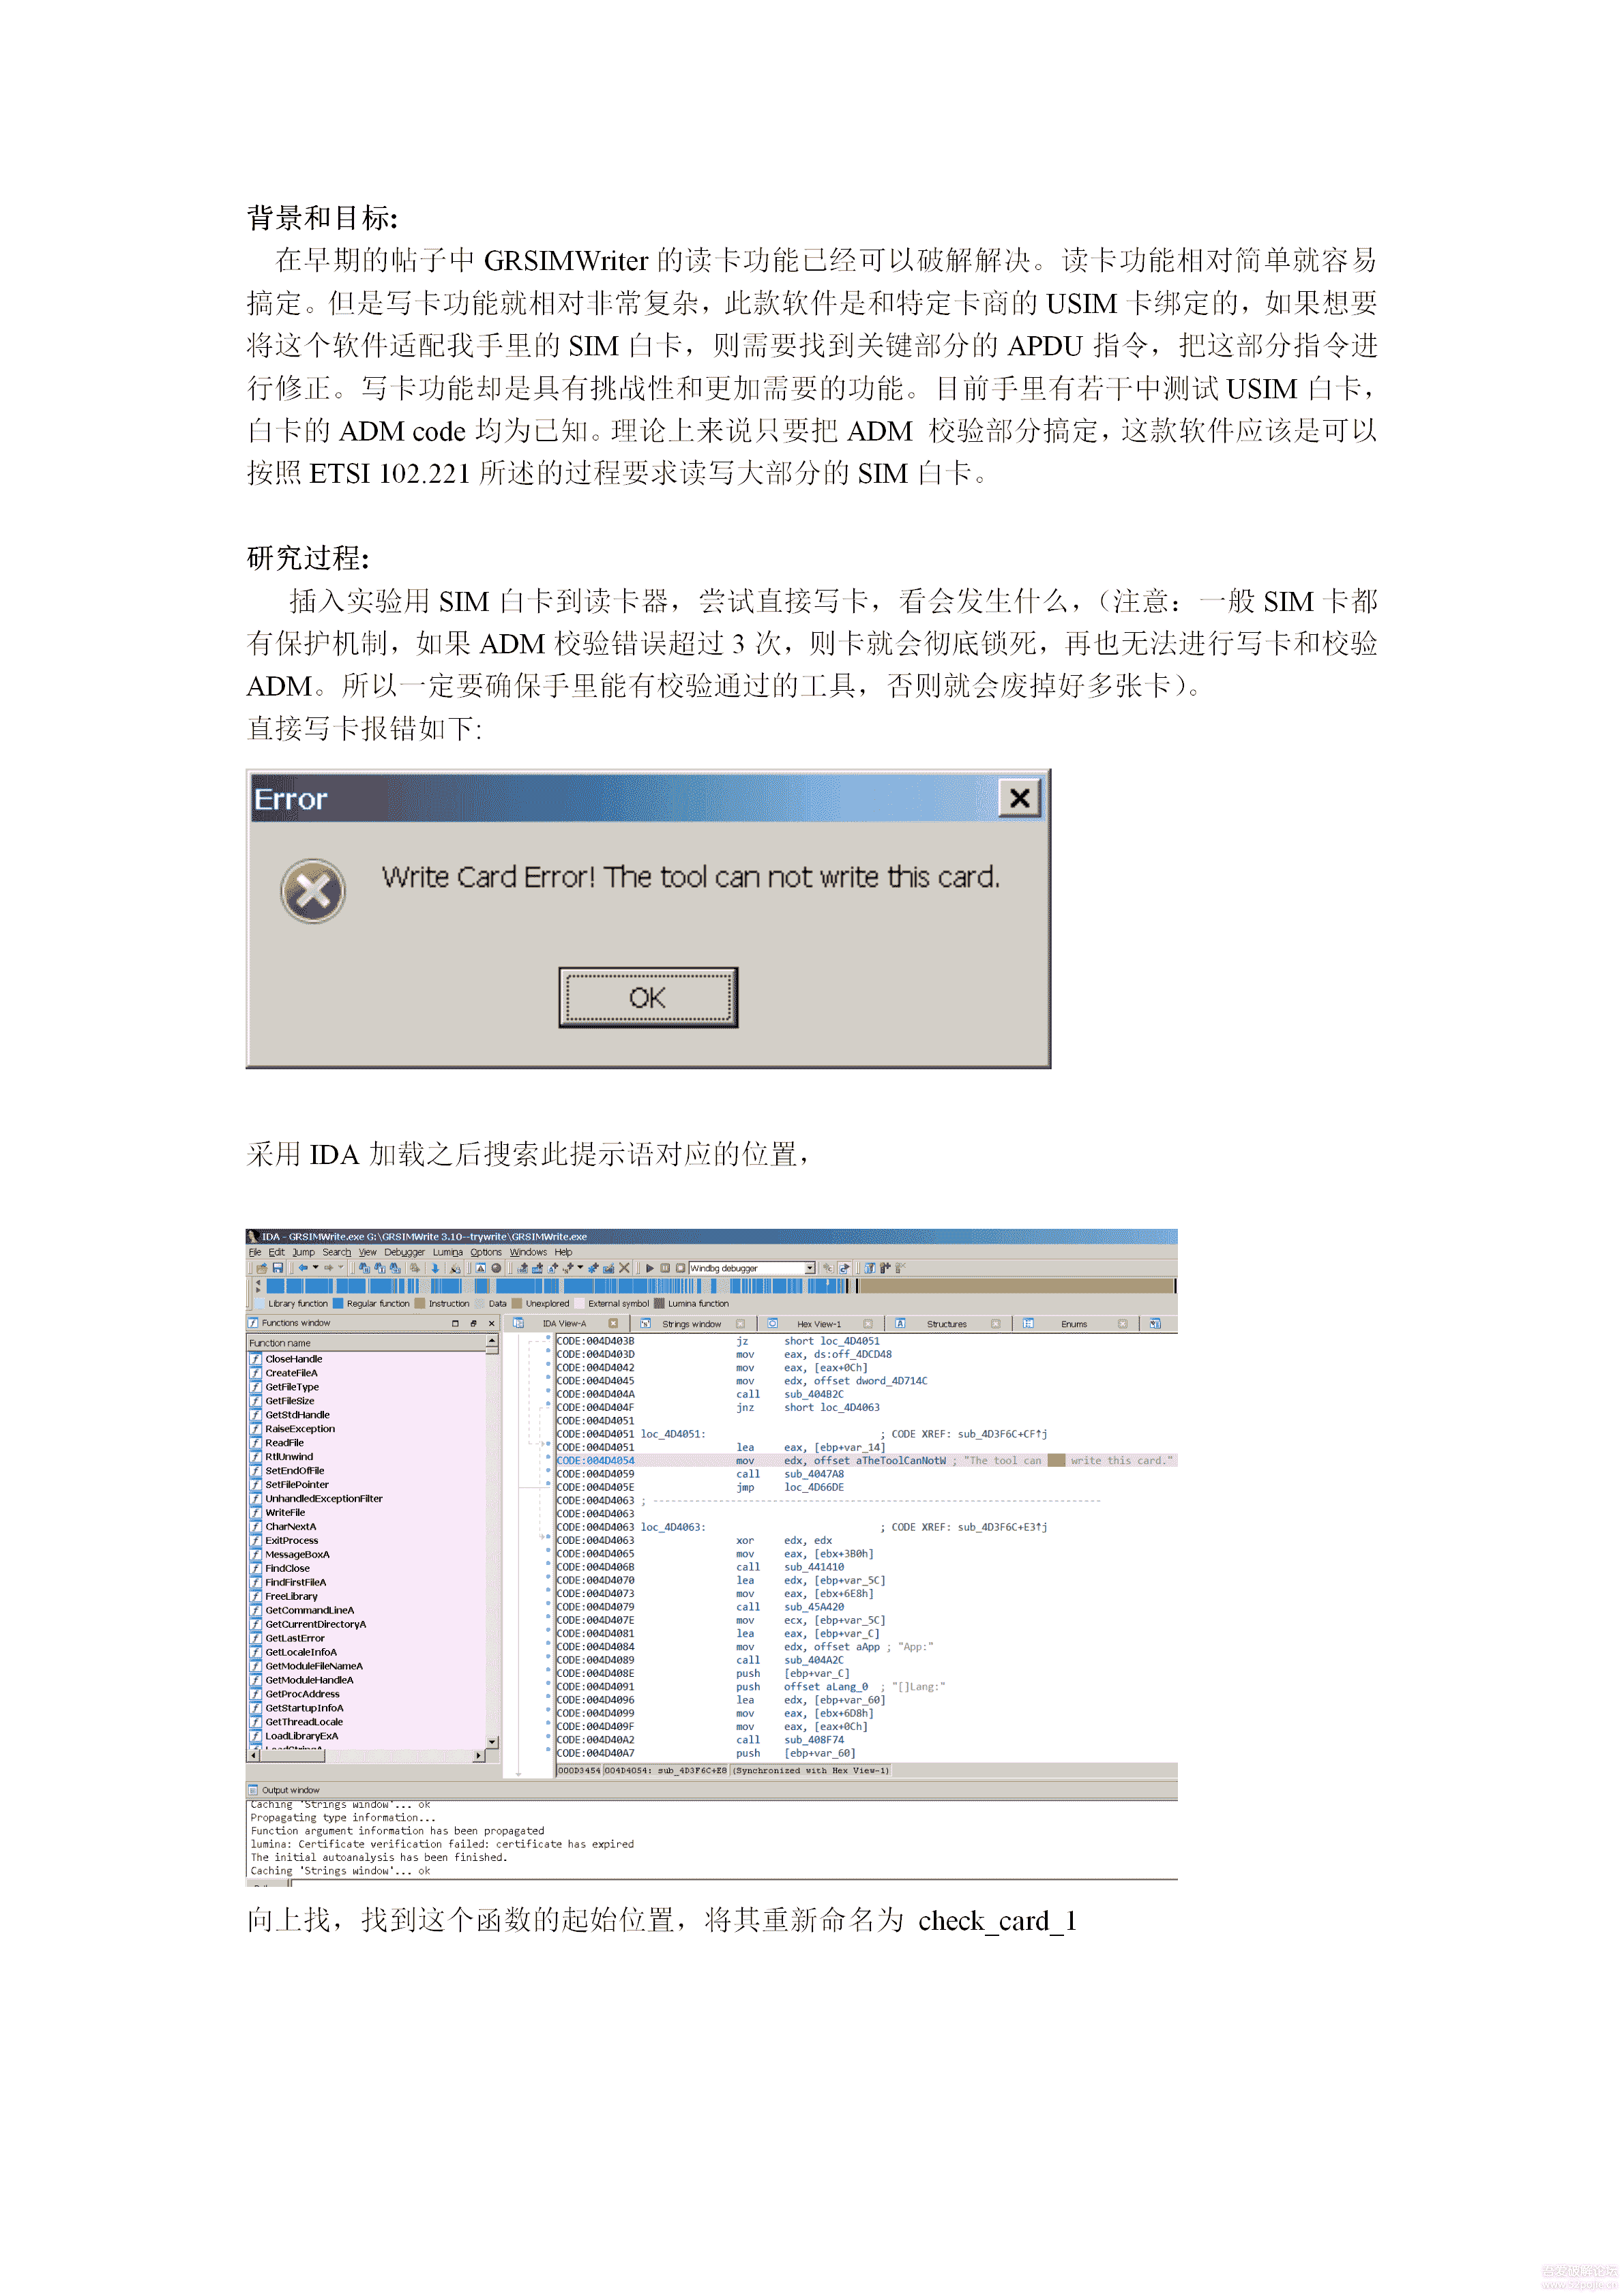 背景和目标:
在早期的帖子中 GRSIMWriter 的读卡功能已经可以破解解决。读卡功能相对简单就容易
搞定。但是写卡功能就相对非常复杂，此款软件是和特定卡商的 USIM 卡绑定的，如果想要
将这个软件适配我手里的 SIM 白卡，则需要找到关键部分的 APDU 指令，把这部分指令进
行修正。写卡功能却是具有挑战性和更加需要的功能。目前手里有若干中测试 USIM 白卡，
白卡的 ADM code 均为已知。理论上来说只要把 ADM 校验部分搞定，这款软件应该是可以
按照 ETSI 102.221 所述的过程要求读写大部分的 SIM 白卡。
研究过程:
插入实验用 SIM 白卡到读卡器，尝试直接写卡，看会发生什么，（注意：一般 SIM 卡都
有保护机制，如果 ADM 校验错误超过 3 次，则卡就会彻底锁死，再也无法进行写卡和校验
ADM。所以一定要确保手里能有校验通过的工具，否则就会废掉好多张卡）。
直接写卡报错如下:
Error
Write Card Error! The tool can not write this card.
OK
采用 IDA 加载之后搜索此提示语对应的位置，
IDA - GRSIMWrite.exe G:\GRSIMWrite 3.10--trywrite\GRSIMWrite.exe
File Edit Jump Search View Debugger Lumina Options Windows Help
Windbg debugger
Library function Regular function Instruction Data Unexplored External symbol Lumina function
Functions window
IDA View-A Strings window Hex View-1 Structures Enums
Function name
CloseHandle
CreateFileA
GetFileType
GetFileSize
GetStdHandle
RaiseException
ReadFile
RtlUnwind
SetEndOfFile
SetFilePointer
UnhandledExceptionFilter
WriteFile
CharNextA
ExitProcess
MessageBoxA
FindClose
FindFirstFileA
FreeLibrary
GetCommandLineA
GetCurrentDirectoryA
GetLastError
GetLocaleInfoA
GetModuleFileNameA
GetModuleHandleA
GetProcAddress
GetStartupInfoA
GetThreadLocale
LoadLibraryExA
LoadStringA
CODE:004D403B jz short loc_4D4051
CODE:004D403D mov eax, ds:off_4DCD48
CODE:004D4042 mov eax, [eax+0Ch]
CODE:004D4045 mov edx, offset dword_4D714C
CODE:004D404A call sub_404B2C
CODE:004D404F jnz short loc_4D4063
CODE:004D4051
CODE:004D4051 loc_4D4051: ; CODE XREF: sub_4D3F6C+CF↑j
CODE:004D4051 lea eax, [ebp+var_14]
CODE:004D4054 mov edx, offset aTheToolCanNotW ; "The tool can write this card."
CODE:004D4059 call sub_4047A8
CODE:004D405E jmp loc_4D66DE
CODE:004D4063 ; ---------------------------------------------------------------------------
CODE:004D4063
CODE:004D4063 loc_4D4063: ; CODE XREF: sub_4D3F6C+E3↑j
CODE:004D4063 xor edx, edx
CODE:004D4065 mov eax, [ebx+3B0h]
CODE:004D406B call sub_441410
CODE:004D4070 lea edx, [ebp+var_5C]
CODE:004D4073 mov eax, [ebx+6E8h]
CODE:004D4079 call sub_45A420
CODE:004D407E mov ecx, [ebp+var_5C]
CODE:004D4081 lea eax, [ebp+var_C]
CODE:004D4084 mov edx, offset aApp ; "App:"
CODE:004D4089 call sub_404A2C
CODE:004D408E push [ebp+var_C]
CODE:004D4091 push offset aLang_0 ; "[]Lang:"
CODE:004D4096 lea edx, [ebp+var_60]
CODE:004D4099 mov eax, [ebx+6D8h]
CODE:004D409F mov eax, [eax+0Ch]
CODE:004D40A2 call sub_408F74
CODE:004D40A7 push [ebp+var_60]
000D3454 004D4054: sub_4D3F6C+E8 (Synchronized with Hex View-1)
Output window
Caching 'Strings window'... ok
Propagating type information...
Function argument information has been propagated
lumina: Certificate verification failed: certificate has expired
The initial autoanalysis has been finished.
Caching 'Strings window'... ok
向上找，找到这个函数的起始位置，将其重新命名为 check_card_1
吾爱破解论坛
www.52pojie.cn